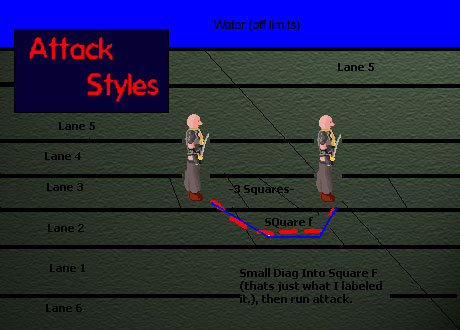 Water (off limits)
Attack
Styles
Lane 5
Lane 5
Lane 4
Lane 3
-3 Squares-
SQuare f
Lane 2
Lane 1
Small Diag Into Square F
(thats just what I labeled
it.), then run attack.
Lane 6